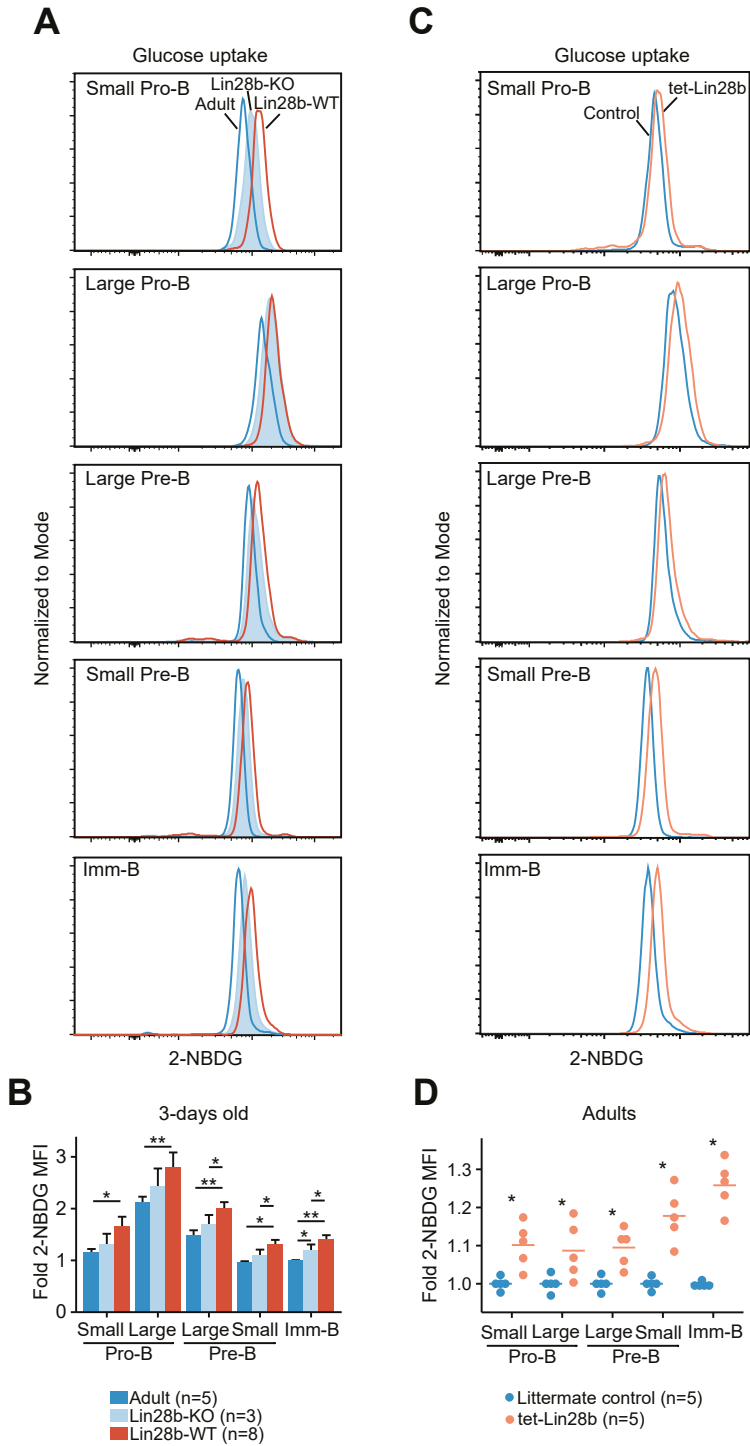 A
Glucose uptake
Small Pro-B
Lin28b-KO
Adult
Lin28b-WT
Large Pro-B
Large Pre-B
Small Pre-B
Imm-B
Normalized to Mode
2-NBDG
B
3-days old
Fold 2-NBDG MFI
3
2
1
0
* ** ** * * * * ** *
Small Large Large Small Imm-B
Pro-B Pre-B
Adult (n=5)
Lin28b-KO (n=3)
Lin28b-WT (n=8)
C
Glucose uptake
Small Pro-B
tet-Lin28b
Control
Large Pro-B
Large Pre-B
Small Pre-B
Imm-B
Normalized to Mode
2-NBDG
D
Adults
Fold 2-NBDG MFI
1.3
1.2
1.1
1.0
* * * * *
Small Large Large Small Imm-B
Pro-B Pre-B
Littermate control (n=5)
tet-Lin28b (n=5)